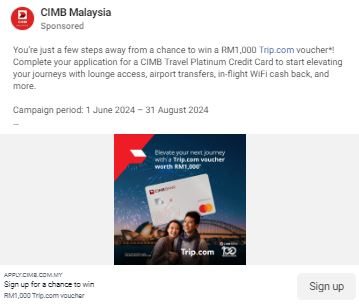 CIMB Malaysia
Sponsored
You're just a few steps away from a chance to win a RM1,000 Trip.com voucher*!
Complete your application for a CIMB Travel Platinum Credit Card to start elevating
your journeys with lounge access, airport transfers, in-flight WiFi cash back, and
more.
Campaign period: 1 June 2024 – 31 August 2024
...
Elevate your next journey
with a Trip.com voucher
worth RM1,000*
Trip.com
APPLY.CIMB.COM.MY
Sign up for a chance to win
RM1,000 Trip.com voucher
Sign up